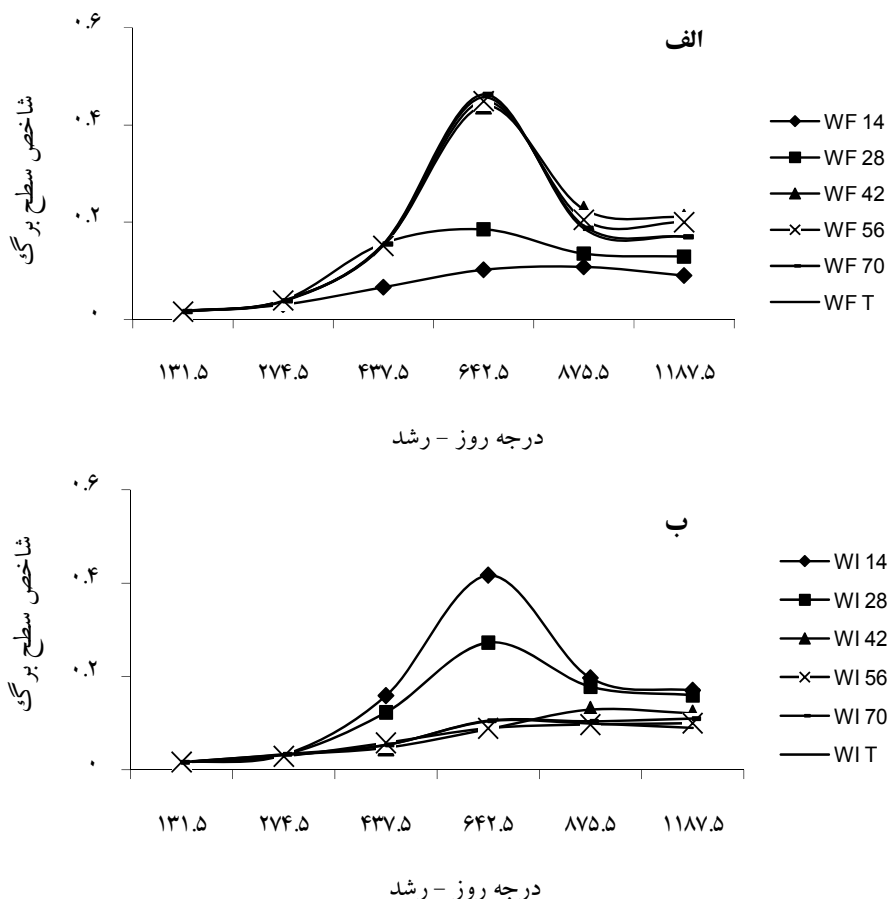 الف
شاخص سطح برگ
۰.۶
۰.۴
۰.۲
۰
۱۳۱.۵ ۲۷۴.۵ ۴۳۷.۵ ۶۴۲.۵ ۸۷۵.۵ ۱۱۸۷.۵
درجه روز - رشد
WF 14
WF 28
WF 42
WF 56
WF 70
WF T
ب
شاخص سطح برگ
۰.۶
۰.۴
۰.۲
۰
۱۳۱.۵ ۲۷۴.۵ ۴۳۷.۵ ۶۴۲.۵ ۸۷۵.۵ ۱۱۸۷.۵
درجه روز - رشد
WI 14
WI 28
WI 42
WI 56
WI 70
WI T